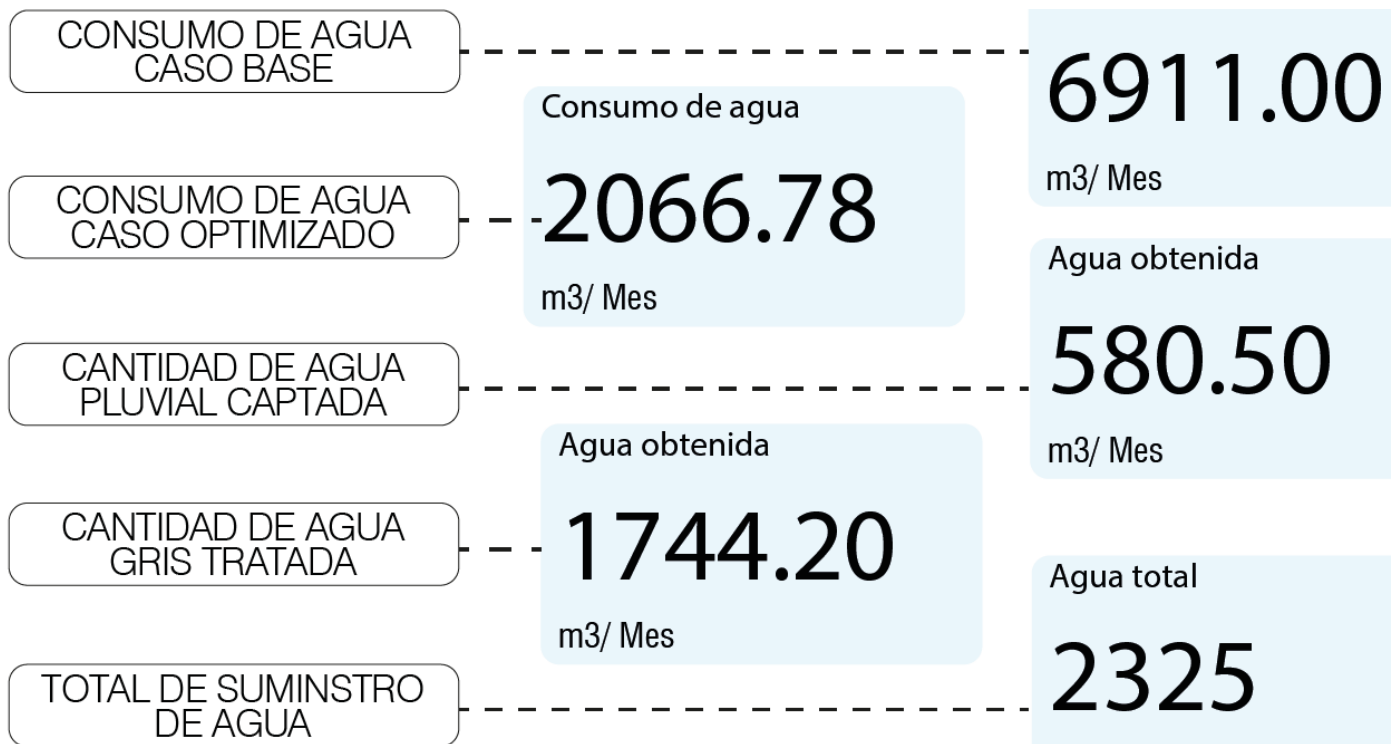 CONSUMO DE AGUA
CASO BASE
6911.00
m3/ Mes
CONSUMO DE AGUA
CASO OPTIMIZADO
Consumo de agua
2066.78
m3/ Mes
CANTIDAD DE AGUA
PLUVIAL CAPTADA
Agua obtenida
580.50
m3/ Mes
CANTIDAD DE AGUA
GRIS TRATADA
Agua obtenida
1744.20
m3/ Mes
TOTAL DE SUMINSTRO
DE AGUA
Agua total
2325